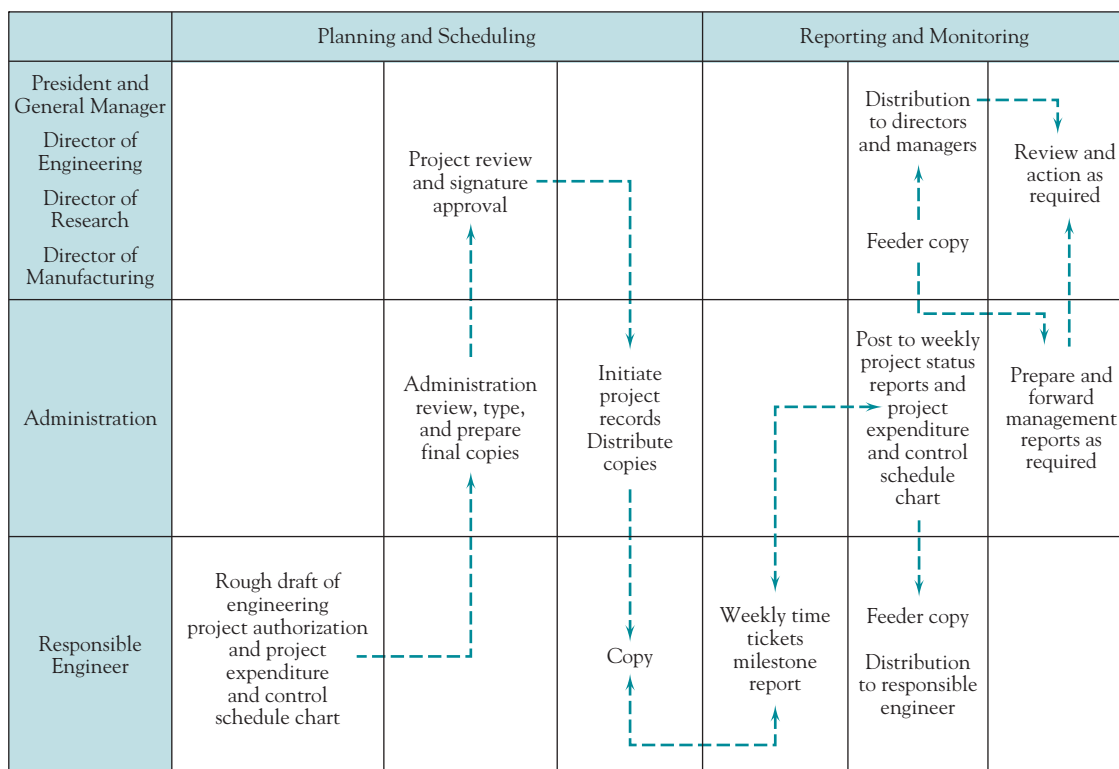 Planning and Scheduling
Reporting and Monitoring
President and
General Manager
Director of
Engineering
Director of
Research
Director of
Manufacturing
Project review
and signature
approval
Distribution
to directors
and managers
Feeder copy
Review and
action as
required
Administration
Administration
review, type,
and prepare
final copies
Initiate
project
records
Distribute
copies
Post to weekly
project status
reports and
project
expenditure
and control
schedule
chart
Prepare and
forward
management
reports as
required
Responsible
Engineer
Rough draft of
engineering
project authorization
and project
expenditure
and control
schedule chart
Copy
Weekly time
tickets
milestone
report
Feeder copy
Distribution
to responsible
engineer